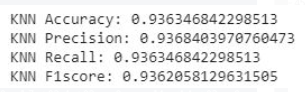 KNN Accuracy: 0.936346842298513
KNN Precision: 0.9368403970760473
KNN Recall: 0.936346842298513
KNN F1score: 0.9362058129631505